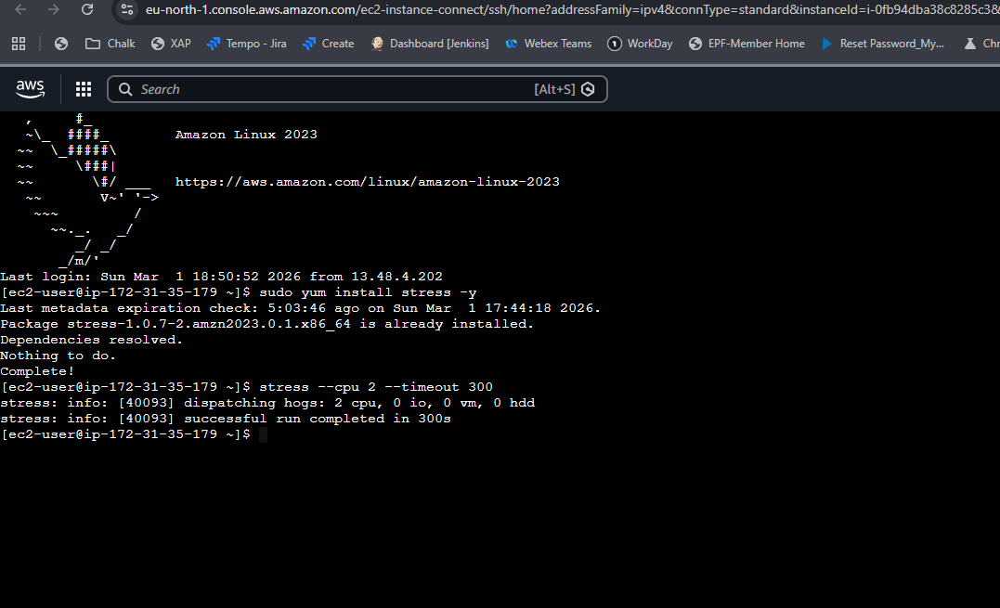 eu-north-1.console.aws.amazon.com/ec2-instance-connect/ssh/home?addressFamily=ipv4&connType=standard&instanceId=i-0fb94dba38c8285c38&
Chalk XAP Tempo - Jira Create Dashboard [Jenkins] Webex Teams WorkDay EPF-Member Home Reset Password_My... Chr
aws Search [Alt+S]
   ,     #_
   ~\_  ####_        Amazon Linux 2023
  ~~  \_#####\
  ~~     \###|
  ~~       \#/ ___   https://aws.amazon.com/linux/amazon-linux-2023
   ~~       V~' '->
    ~~~         /
      ~~._.   _/
         _/ _/
       _/m/'
Last login: Sun Mar  1 18:50:52 2026 from 13.48.4.202
[ec2-user@ip-172-31-35-179 ~]$ sudo yum install stress -y
Last metadata expiration check: 5:03:46 ago on Sun Mar  1 17:44:18 2026.
Package stress-1.0.7-2.amzn2023.0.1.x86_64 is already installed.
Dependencies resolved.
Nothing to do.
Complete!
[ec2-user@ip-172-31-35-179 ~]$ stress --cpu 2 --timeout 300
stress: info: [40093] dispatching hogs: 2 cpu, 0 io, 0 vm, 0 hdd
stress: info: [40093] successful run completed in 300s
[ec2-user@ip-172-31-35-179 ~]$